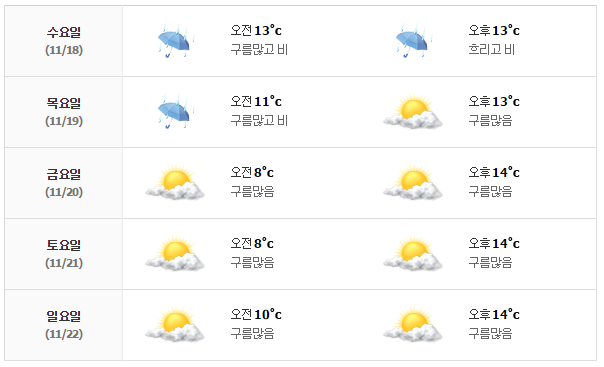 수요일
(11/18)
오전 13˚c
구름많고 비
오후 13˚c
흐리고 비
목요일
(11/19)
오전 11˚c
구름많고 비
오후 13˚c
구름많음
금요일
(11/20)
오전 8˚c
구름많음
오후 14˚c
구름많음
토요일
(11/21)
오전 8˚c
구름많음
오후 14˚c
구름많음
일요일
(11/22)
오전 10˚c
구름많음
오후 14˚c
구름많음